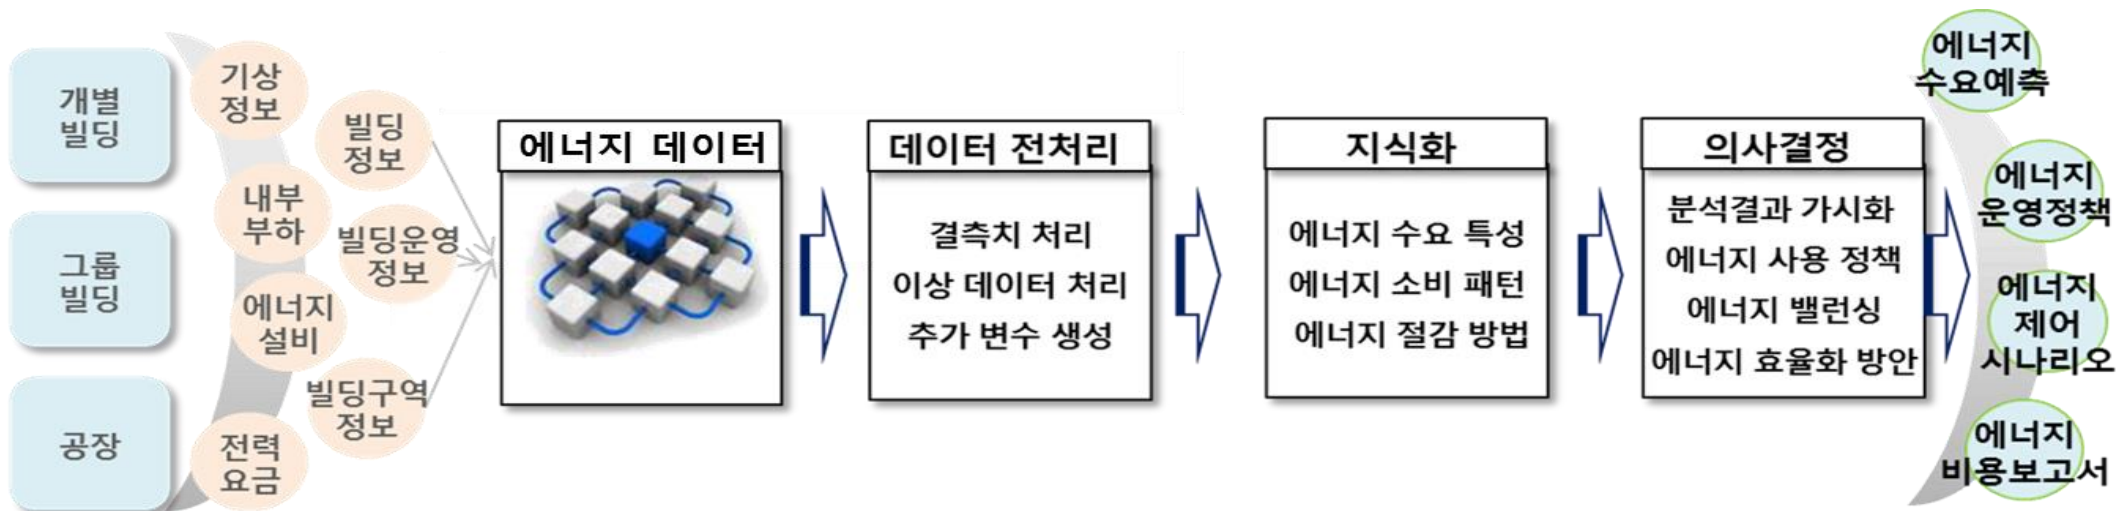 개별
빌딩
그룹
빌딩
공장
기상
정보
내부
부하
에너지
설비
전력
요금
빌딩
정보
빌딩운영
정보
빌딩구역
정보
에너지 데이터
데이터 전처리
결측치 처리
이상 데이터 처리
추가 변수 생성
지식화
에너지 수요 특성
에너지 소비 패턴
에너지 절감 방법
의사결정
분석결과 가시화
에너지 사용 정책
에너지 밸런싱
에너지 효율화 방안
에너지
수요예측
에너지
운영정책
에너지
제어
시나리오
에너지
비용보고서